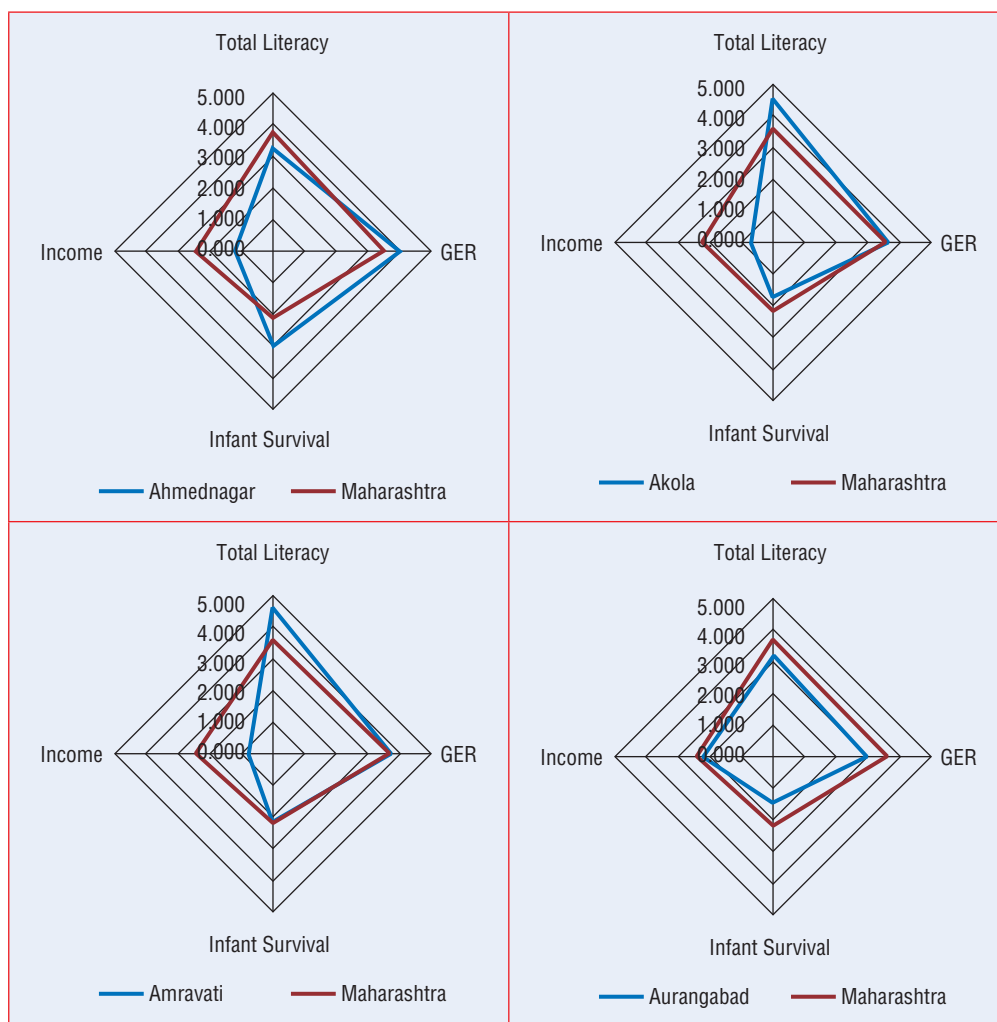 Total Literacy
5.000
4.000
3.000
2.000
1.000
0.000
Income
GER
Infant Survival
Ahmednagar Maharashtra
Total Literacy
5.000
4.000
3.000
2.000
1.000
0.000
Income
GER
Infant Survival
Akola Maharashtra
Total Literacy
5.000
4.000
3.000
2.000
1.000
0.000
Income
GER
Infant Survival
Amravati Maharashtra
Total Literacy
5.000
4.000
3.000
2.000
1.000
0.000
Income
GER
Infant Survival
Aurangabad Maharashtra